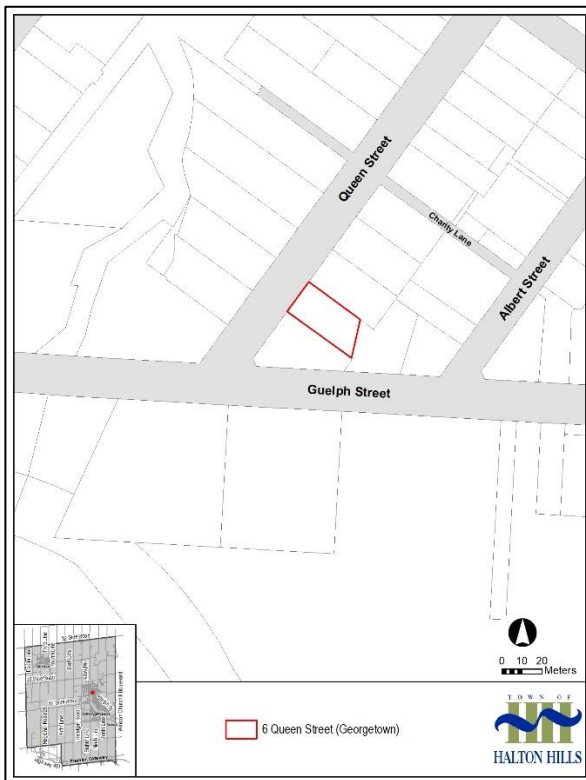 Queen Street
Charity Lane
Albert Street
Guelph Street
0 10 20
Meters
6 Queen Street (Georgetown)
TOWN OF
HALTON HILLS